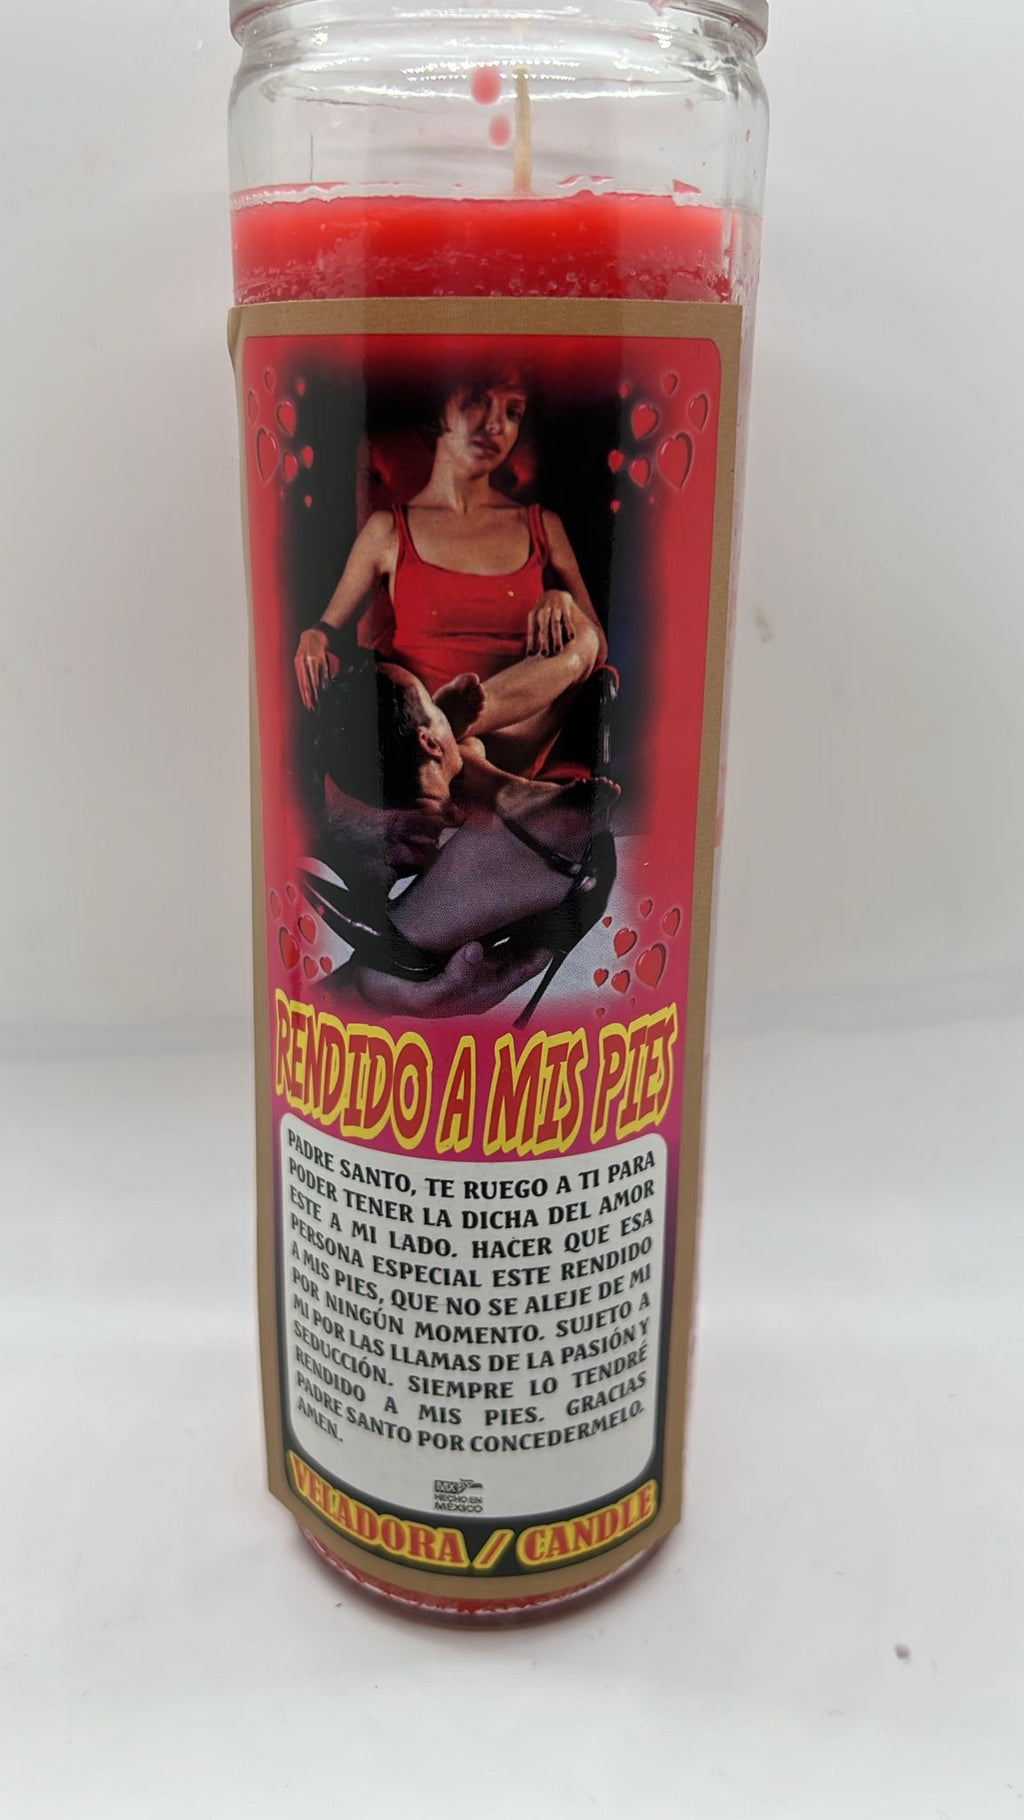 RENDIDO A MIS PIES
PADRE SANTO, TE RUEGO A TI PARA
PODER TENER LA DICHA DEL AMOR
ESTE A MI LADO. HACER QUE ESA
PERSONA ESPECIAL ESTE RENDIDO
A MIS PIES, QUE NO SE ALEJE DE MI
POR NINGÚN MOMENTO. SUJETO A
MI POR LAS LLAMAS DE LA PASIÓN Y
SEDUCCIÓN. SIEMPRE LO TENDRÉ
RENDIDO A MIS PIES. GRACIAS
PADRE SANTO POR CONCEDERMELO.
AMEN.
MX
HECHO EN
MÉXICO
VELADORA / CANDLE